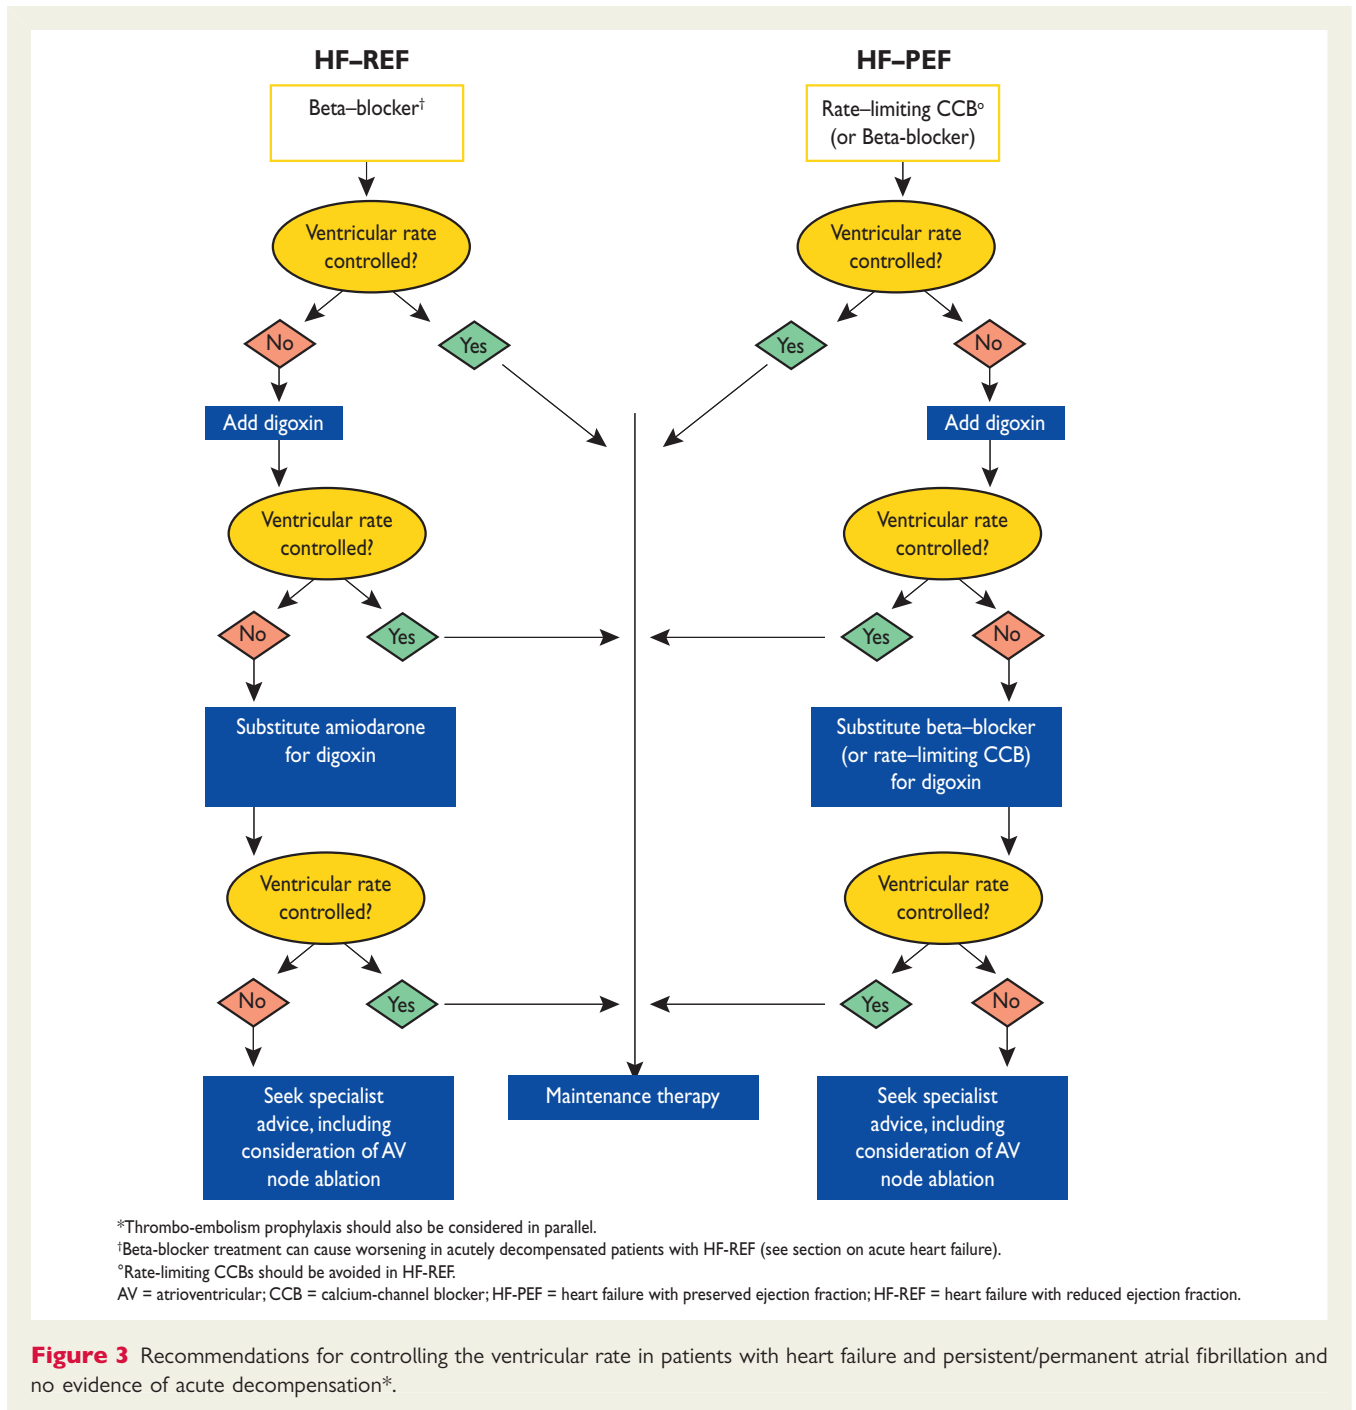 HF–REF
Beta–blocker†
Ventricular rate
controlled?
No
Yes
Add digoxin
Ventricular rate
controlled?
No
Yes
Substitute amiodarone
for digoxin
Ventricular rate
controlled?
No
Yes
Seek specialist
advice, including
consideration of AV
node ablation
Maintenance therapy
HF–PEF
Rate–limiting CCB°
(or Beta-blocker)
Ventricular rate
controlled?
Yes
No
Add digoxin
Ventricular rate
controlled?
Yes
No
Substitute beta–blocker
(or rate–limiting CCB)
for digoxin
Ventricular rate
controlled?
Yes
No
Seek specialist
advice, including
consideration of AV
node ablation
*Thrombo-embolism prophylaxis should also be considered in parallel.
†Beta-blocker treatment can cause worsening in acutely decompensated patients with HF-REF (see section on acute heart failure).
°Rate-limiting CCBs should be avoided in HF-REF.
AV = atrioventricular; CCB = calcium-channel blocker; HF-PEF = heart failure with preserved ejection fraction; HF-REF = heart failure with reduced ejection fraction.
Figure 3 Recommendations for controlling the ventricular rate in patients with heart failure and persistent/permanent atrial fibrillation and
no evidence of acute decompensation*.